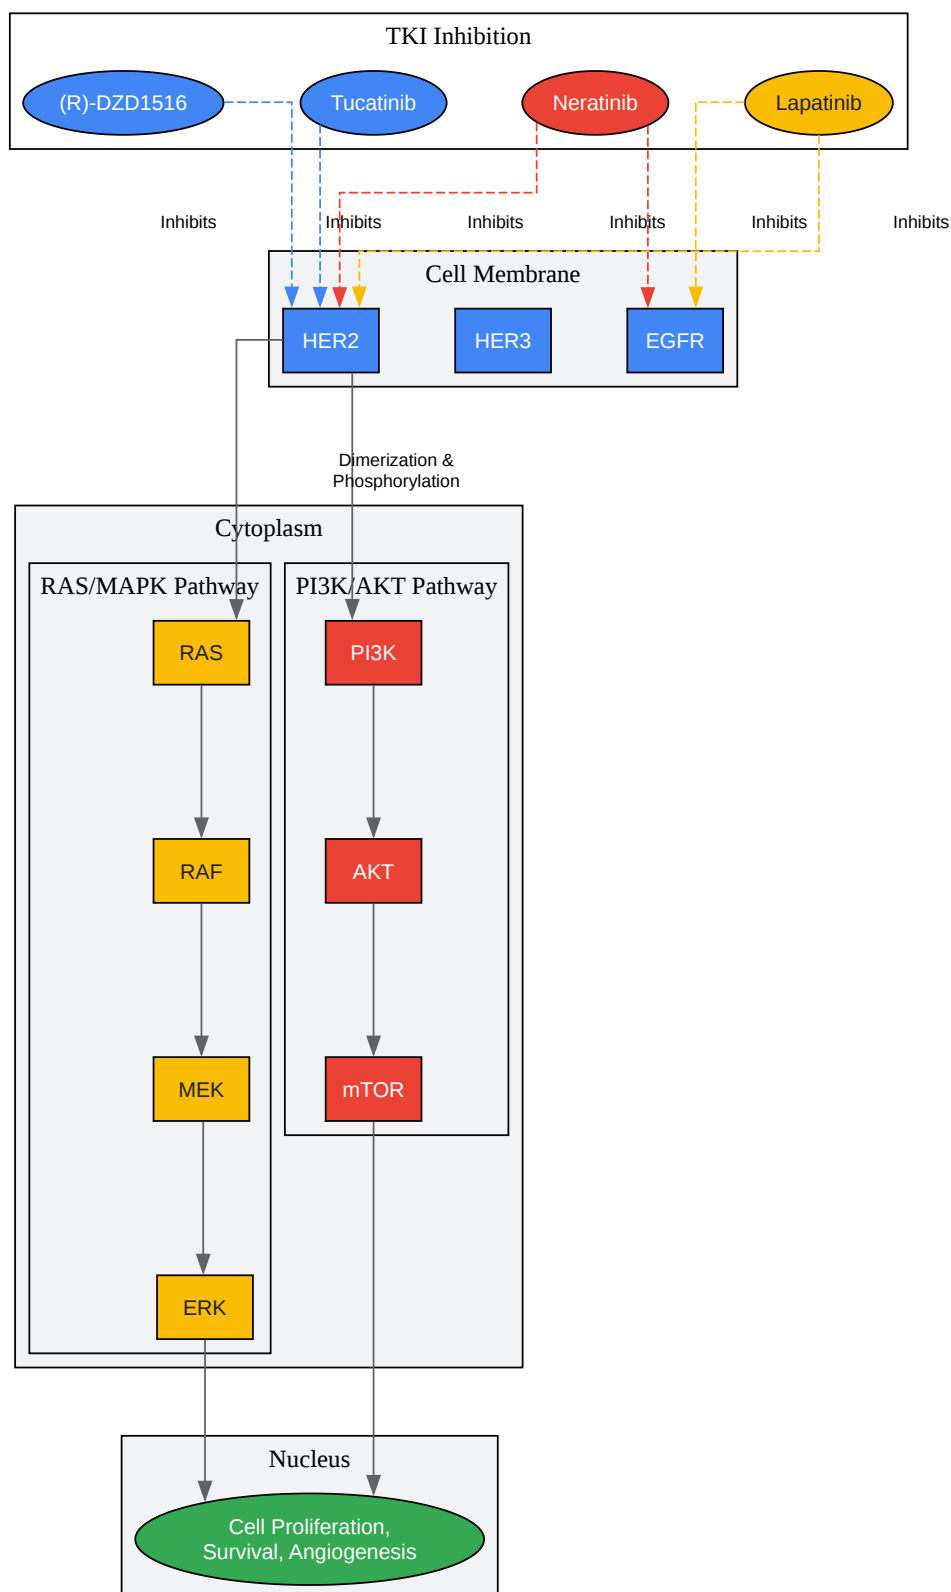 TKI Inhibition
(R)-DZD1516
Tucatinib
Neratinib
Lapatinib
Inhibits
Inhibits
Inhibits
Inhibits
Inhibits
Inhibits
Cell Membrane
HER2
HER3
EGFR
Dimerization &
Phosphorylation
Cytoplasm
RAS/MAPK Pathway
PI3K/AKT Pathway
RAS
PI3K
RAF
AKT
MEK
mTOR
ERK
Nucleus
Cell Proliferation,
Survival, Angiogenesis